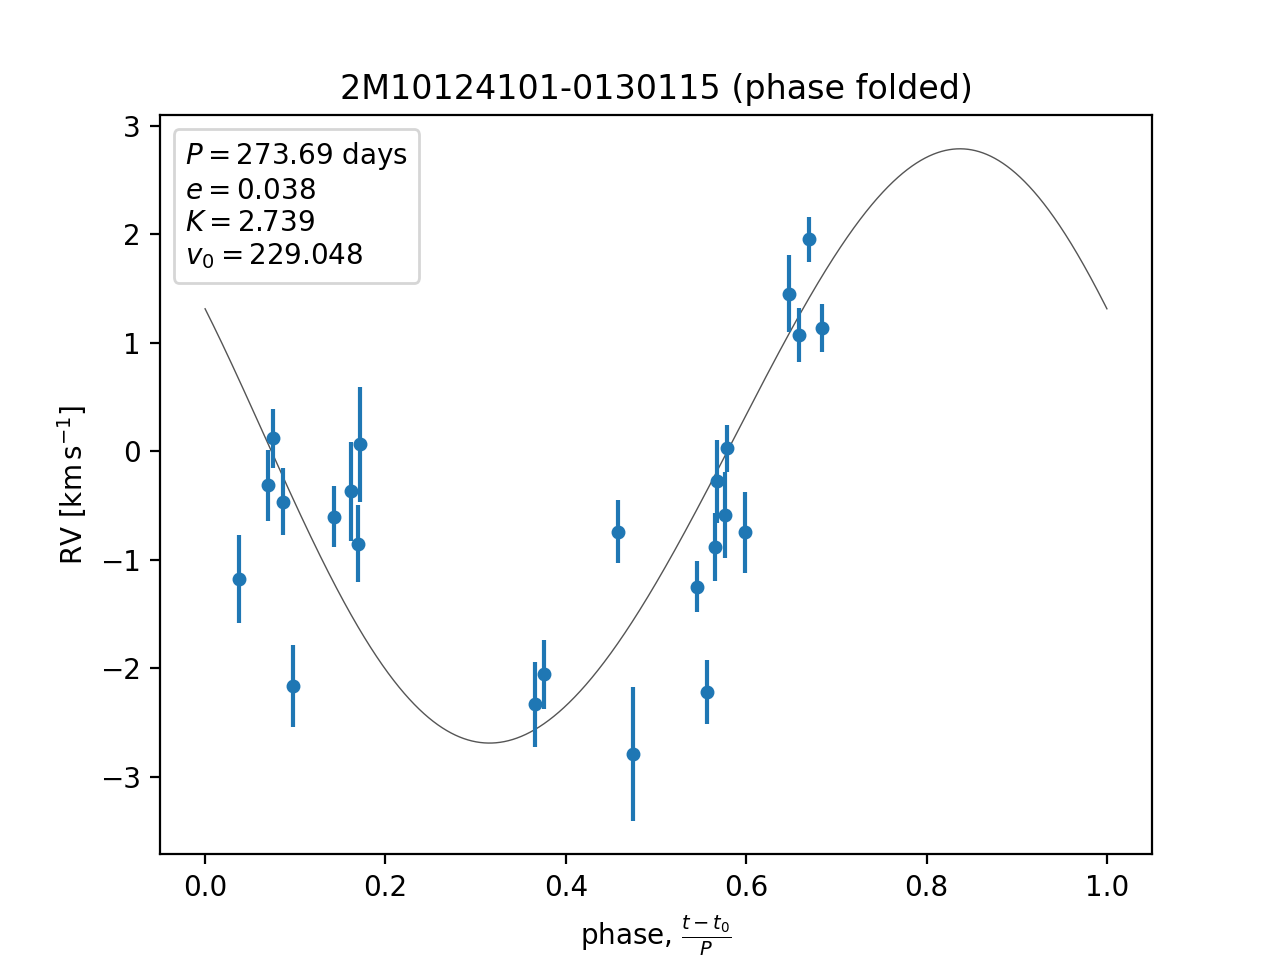 2M10124101-0130115 (phase folded)
P = 273.69 days
e = 0.038
K = 2.739
v₀ = 229.048
3
2
1
0
−1
−2
−3
RV [km s⁻¹]
0.0 0.2 0.4 0.6 0.8 1.0
phase, (t − t₀)/P